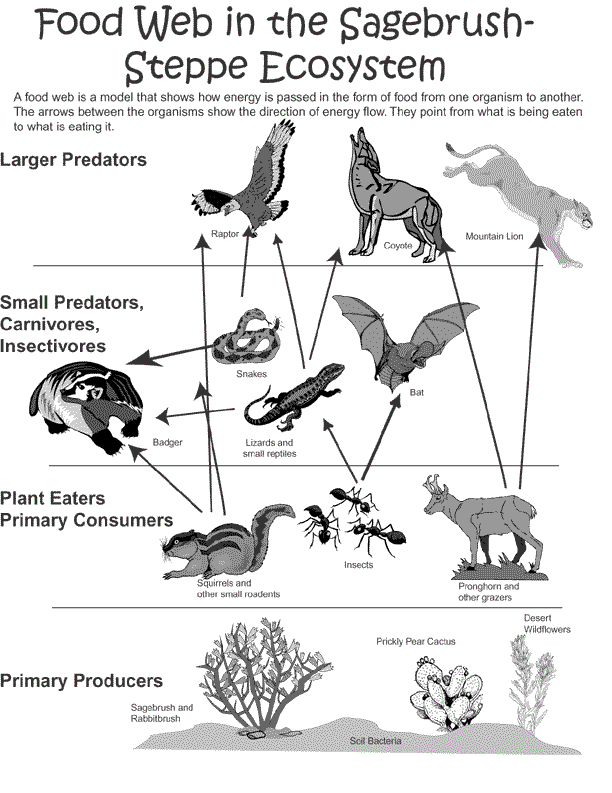 Food Web in the Sagebrush-
Steppe Ecosystem
A food web is a model that shows how energy is passed in the form of food from one organism to another.
The arrows between the organisms show the direction of energy flow. They point from what is being eaten
to what is eating it.
Larger Predators
Raptor
Coyote
Mountain Lion
Small Predators,
Carnivores,
Insectivores
Snakes
Bat
Badger
Lizards and
small reptiles
Plant Eaters
Primary Consumers
Insects
Squirrels and
other small roadents
Pronghorn and
other grazers
Desert
Wildflowers
Prickly Pear Cactus
Primary Producers
Sagebrush and
Rabbitbrush
Soil Bacteria